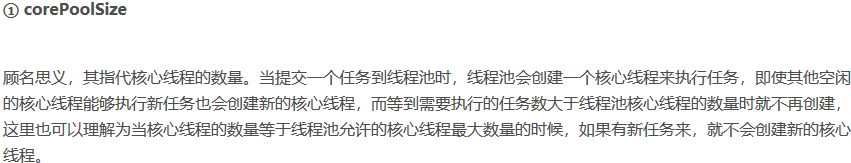 ① corePoolSize
顾名思义，其指代核心线程的数量。当提交一个任务到线程池时，线程池会创建一个核心线程来执行任务，即使其他空闲
的核心线程能够执行新任务也会创建新的核心线程，而等到需要执行的任务数大于线程池核心线程的数量时就不再创建，
这里也可以理解为当核心线程的数量等于线程池允许的核心线程最大数量的时候，如果有新任务来，就不会创建新的核心
线程。